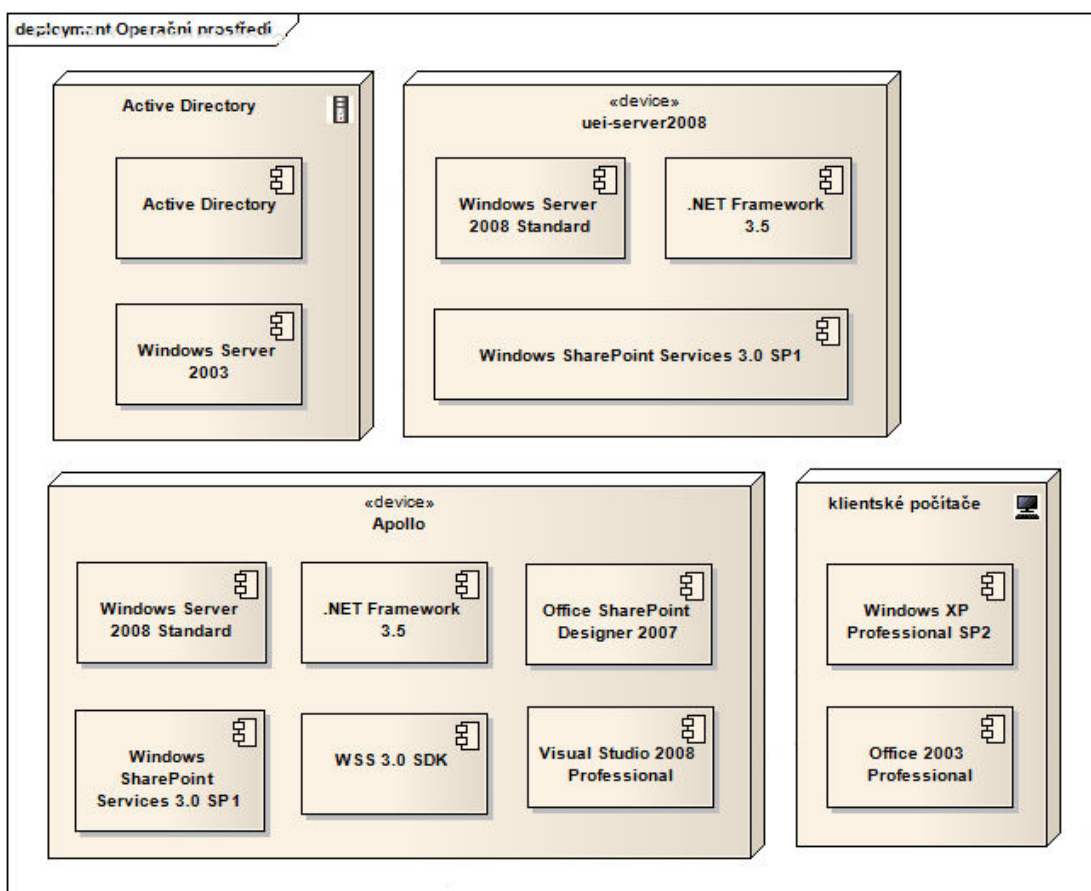 deployment Operační prostředí
Active Directory
Active Directory
Windows Server
2003
«device»
uei-server2008
Windows Server
2008 Standard
.NET Framework
3.5
Windows SharePoint Services 3.0 SP1
«device»
Apollo
Windows Server
2008 Standard
.NET Framework
3.5
Office SharePoint
Designer 2007
Windows
SharePoint
Services 3.0 SP1
WSS 3.0 SDK
Visual Studio 2008
Professional
klientské počítače
Windows XP
Professional SP2
Office 2003
Professional